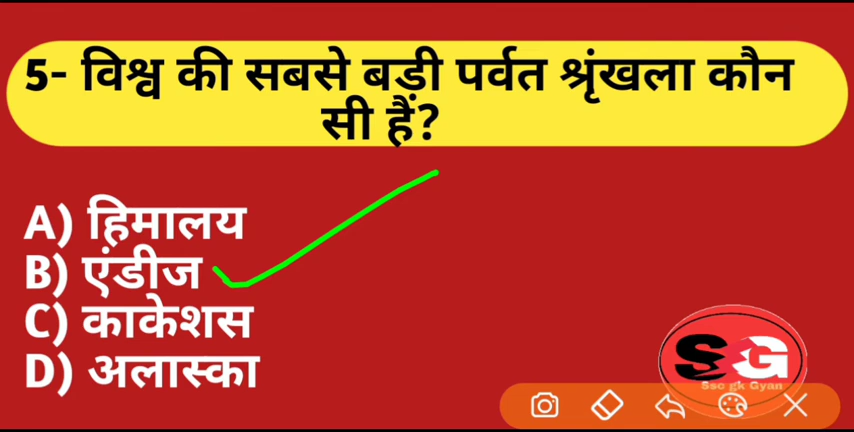 5- विश्व की सबसे बड़ी पर्वत श्रृंखला कौन
सी हैं?
A) हिमालय
B) एंडीज
C) काकेशस
D) अलास्का
SG
Ssc gk Gyan